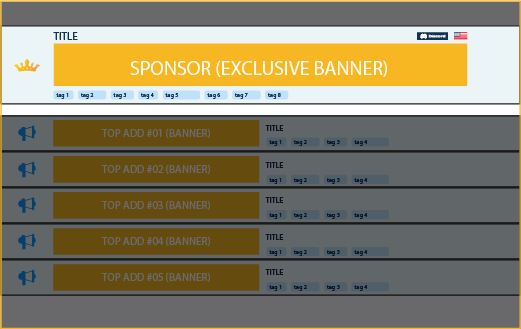 TITLE
Discord
SPONSOR (EXCLUSIVE BANNER)
tag 1 tag 2 tag 3 tag 4 tag 5 tag 6 tag 7 tag 8
TOP ADD #01 (BANNER)
TITLE
tag 1 tag 2 tag 3 tag 4
TOP ADD #02 (BANNER)
TITLE
tag 1 tag 2 tag 3 tag 4
TOP ADD #03 (BANNER)
TITLE
tag 1 tag 2 tag 3 tag 4
TOP ADD #04 (BANNER)
TITLE
tag 1 tag 2 tag 3 tag 4
TOP ADD #05 (BANNER)
TITLE
tag 1 tag 2 tag 3 tag 4